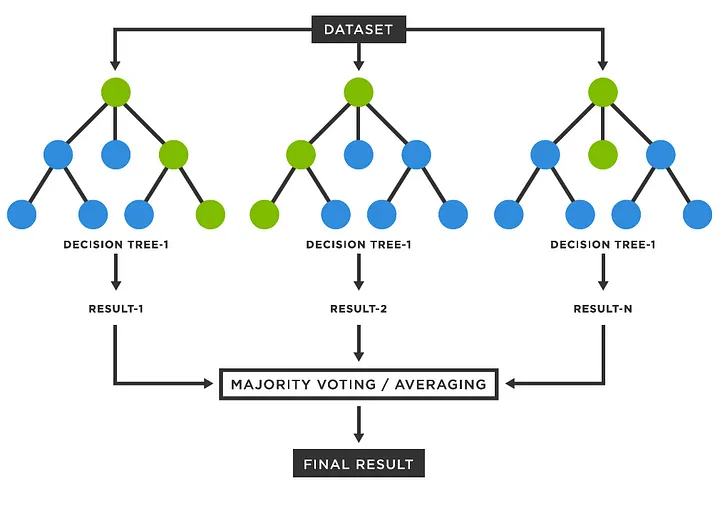 DATASET
DECISION TREE-1
DECISION TREE-1
DECISION TREE-1
RESULT-1
RESULT-2
RESULT-N
MAJORITY VOTING / AVERAGING
FINAL RESULT